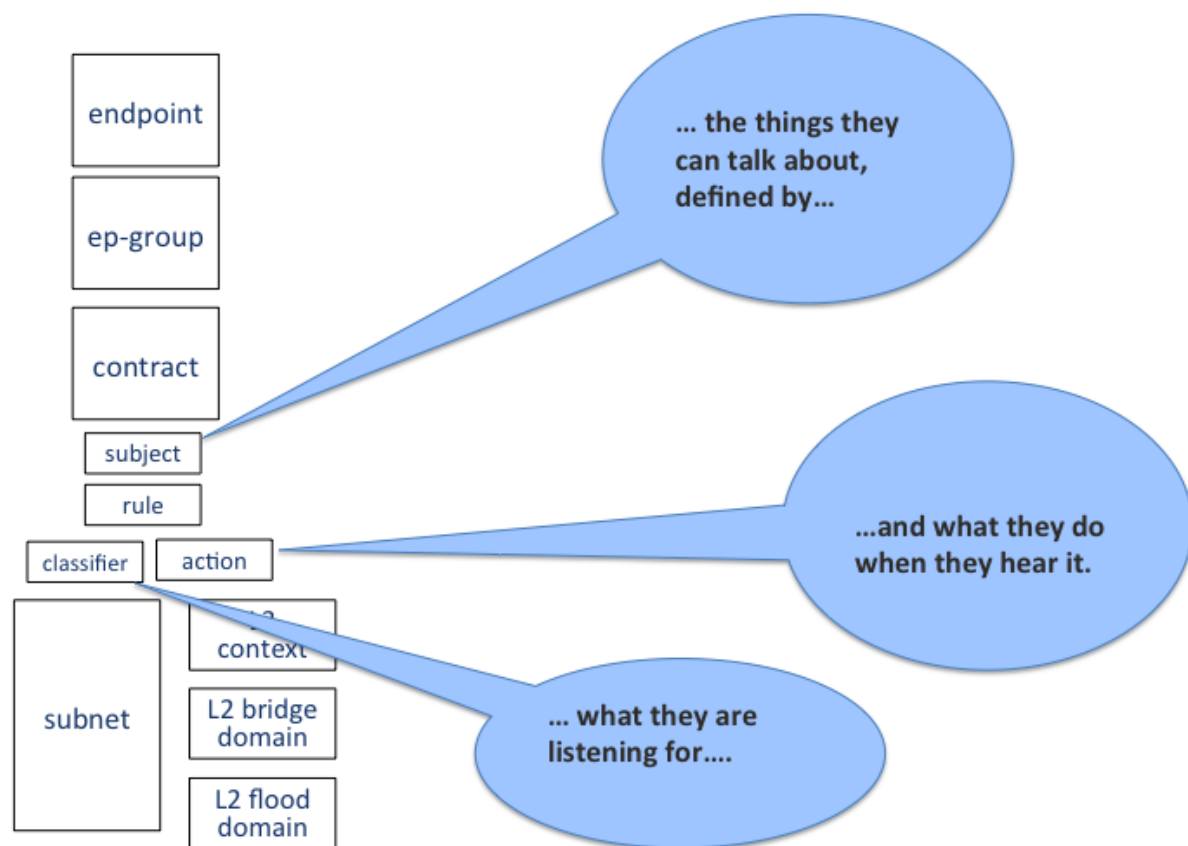 endpoint
… the things they
can talk about,
defined by…
ep-group
contract
subject
rule
classifier
action
…and what they do
when they hear it.
context
subnet
L2 bridge
domain
… what they are
listening for….
L2 flood
domain